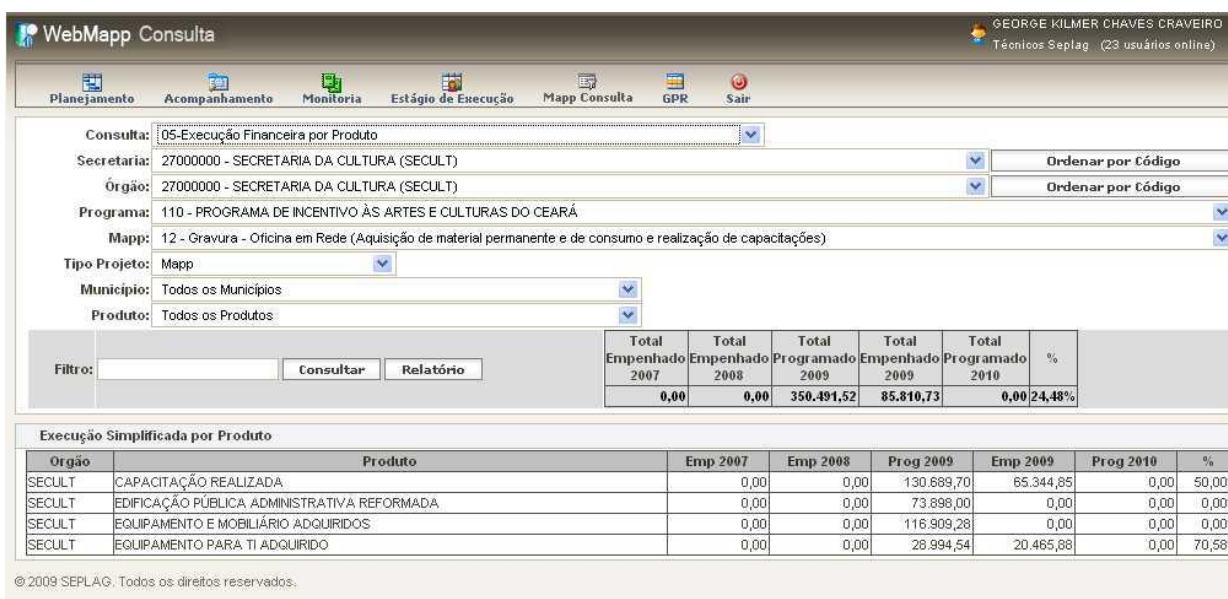 WebMapp Consulta
GEORGE KILMER CHAVES CRAVEIRO
Técnicos Seplag (23 usuários online)
Planejamento Acompanhamento Monitoria Estágio de Execução Mapp Consulta GPR Sair
Consulta: 05-Execução Financeira por Produto
Secretaria: 27000000 - SECRETARIA DA CULTURA (SECULT) Ordenar por Código
Órgão: 27000000 - SECRETARIA DA CULTURA (SECULT) Ordenar por Código
Programa: 110 - PROGRAMA DE INCENTIVO ÀS ARTES E CULTURAS DO CEARÁ
Mapp: 12 - Gravura - Oficina em Rede (Aquisição de material permanente e de consumo e realização de capacitações)
Tipo Projeto: Mapp
Município: Todos os Municípios
Produto: Todos os Produtos
Filtro: Consultar Relatório
Total Empenhado 2007 Total Empenhado 2008 Total Programado 2009 Total Empenhado 2009 Total Programado 2010 %
0,00 0,00 350.491,52 85.810,73 0,00 24,48%
Execução Simplificada por Produto
Orgão Produto Emp 2007 Emp 2008 Prog 2009 Emp 2009 Prog 2010 %
SECULT CAPACITAÇÃO REALIZADA 0,00 0,00 130.689,70 65.344,85 0,00 50,00
SECULT EDIFICAÇÃO PÚBLICA ADMINISTRATIVA REFORMADA 0,00 0,00 73.898,00 0,00 0,00 0,00
SECULT EQUIPAMENTO E MOBILIÁRIO ADQUIRIDOS 0,00 0,00 116.909,28 0,00 0,00 0,00
SECULT EQUIPAMENTO PARA TI ADQUIRIDO 0,00 0,00 28.994,54 20.465,88 0,00 70,58
© 2009 SEPLAG. Todos os direitos reservados.